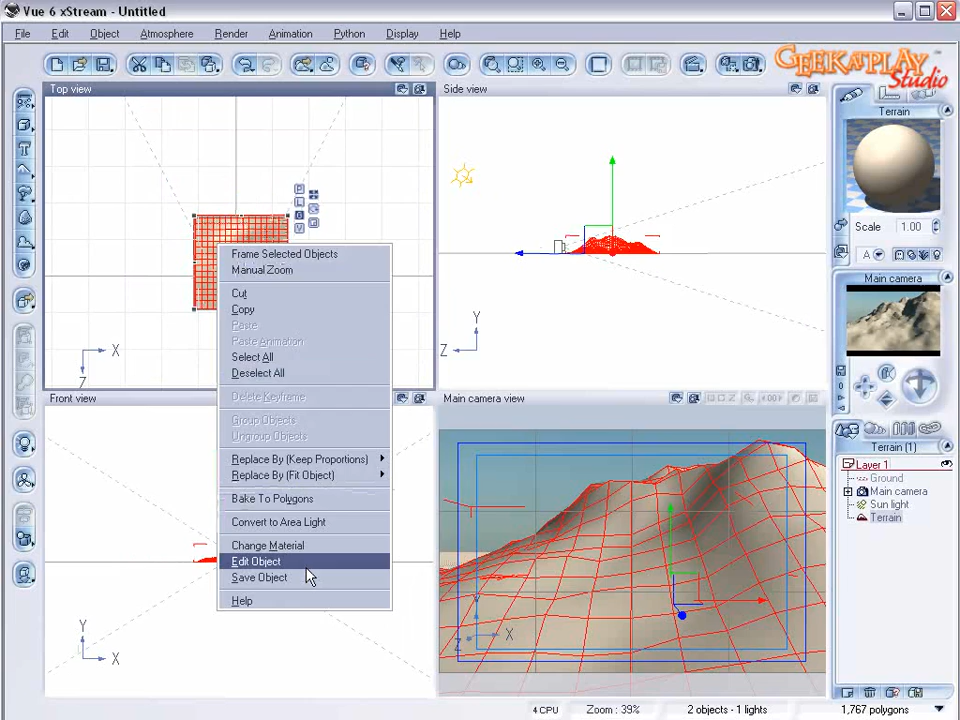 Vue 6 xStream - Untitled
File Edit Object Atmosphere Render Animation Python Display Help
GEEKATPLAY
Studio
Top view
Side view
Terrain
Scale 1.00
A
P
L
O
V
Frame Selected Objects
Manual Zoom
Cut
Copy
Paste
Paste Animation
Select All
Deselect All
Delete Keyframe
Group Objects
Ungroup Objects
Replace By (Keep Proportions)
Replace By (Fit Object)
Bake To Polygons
Convert to Area Light
Change Material
Edit Object
Save Object
Help
X
Z
Y
Z
Main camera
Front view
Main camera view
Y
X
Z
X
Terrain (1)
Layer 1
Ground
Main camera
Sun light
Terrain
4 CPU
Zoom : 39%
2 objects - 1 lights
1,767 polygons